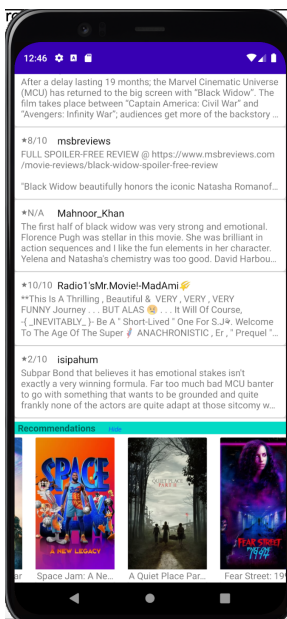 12:46
After a delay lasting 19 months; the Marvel Cinematic Universe
(MCU) has returned to the big screen with "Black Widow". The
film takes place between "Captain America: Civil War" and
"Avengers: Infinity War"; audiences get more of the backstory ...
★8/10 msbreviews
FULL SPOILER-FREE REVIEW @ https://www.msbreviews.com
/movie-reviews/black-widow-spoiler-free-review
"Black Widow beautifully honors the iconic Natasha Romanof...
★N/A Mahnoor_Khan
The first half of black widow was very strong and emotional.
Florence Pugh was stellar in this movie. She was brilliant in
action sequences and I like the fun elements in her character.
Yelena and Natasha's chemistry was too good. David Harbou...
★10/10 Radio1'sMr.Movie!-MadAmi
**This Is A Thrilling , Beautiful & VERY , VERY , VERY
FUNNY Journey . . . BUT ALAS . . . It Will Of Course,
-( _INEVITABLY_ )- Be A " Short-Lived " One For S.J. Welcome
To The Age Of The Super ANACHRONISTIC , Er , " Prequel "...
★2/10 isipahum
Subpar Bond that believes it has emotional stakes isn't
exactly a very winning formula. Far too much bad MCU banter
to go with something that wants to be grounded and quite
frankly none of the actors are quite adapt at those sitcomy w...
Recommendations Hide
SPACE JAM
A NEW LEGACY
A QUIET PLACE
PART II
FEAR STREET
1994
ar Space Jam: A Ne... A Quiet Place Par... Fear Street: 19